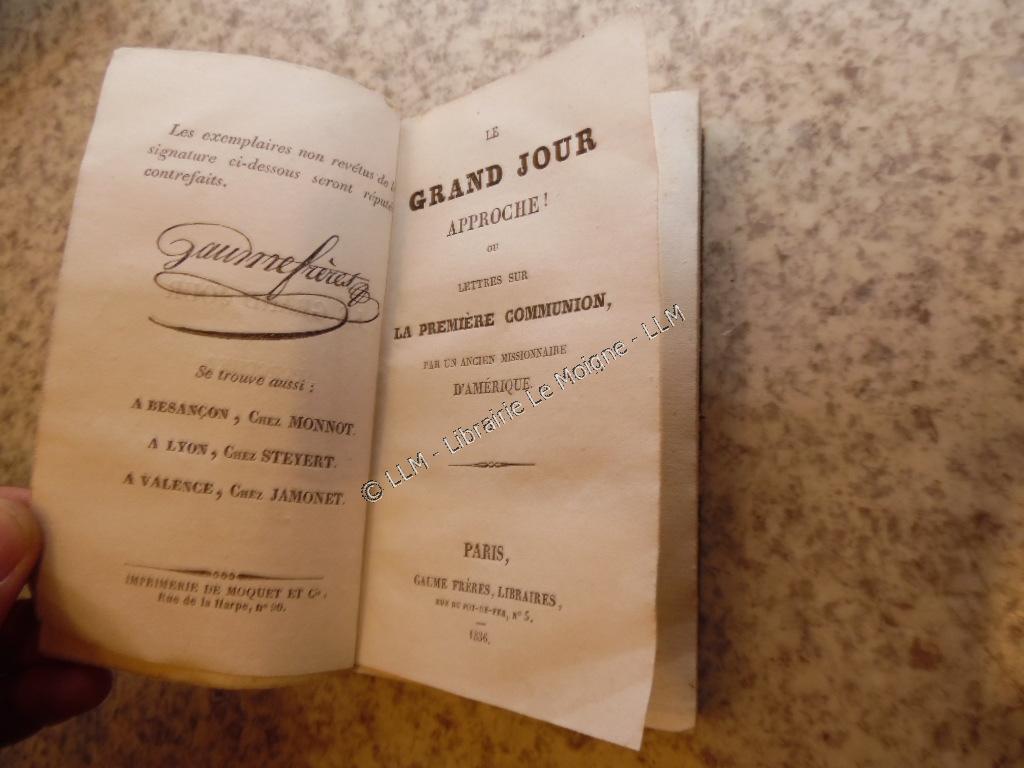 Les exemplaires non revétus de l
signature ci-dessous seront réputé
contrefaits.
Gaume frères
Se trouve aussi :
A BESANÇON, CHEZ MONNOT.
A LYON, CHEZ STEYERT.
A VALENCE, CHEZ JAMONET.
IMPRIMERIE DE MOQUET ET Cie,
Rue de la Harpe, n° 90.
LE
GRAND JOUR
APPROCHE!
OU
LETTRES SUR
LA PREMIÈRE COMMUNION,
PAR UN ANCIEN MISSIONNAIRE
D'AMÉRIQUE.
PARIS,
GAUME FRÈRES, LIBRAIRES,
RUE DU POT-DE-FER, N° 5.
1836.
© LLM - Librairie Le Moigne - LLM